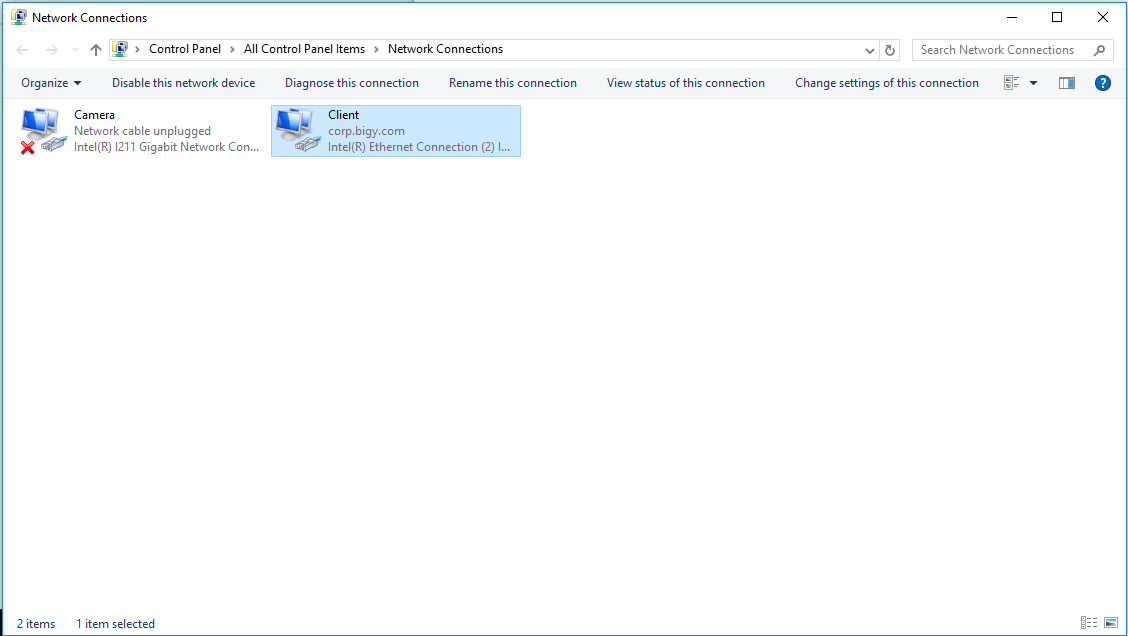 Network Connections
Control Panel > All Control Panel Items > Network Connections
Search Network Connections
Organize Disable this network device Diagnose this connection Rename this connection View status of this connection Change settings of this connection
Camera
Network cable unplugged
Intel(R) I211 Gigabit Network Con...
Client
corp.bigy.com
Intel(R) Ethernet Connection (2) I...
2 items 1 item selected